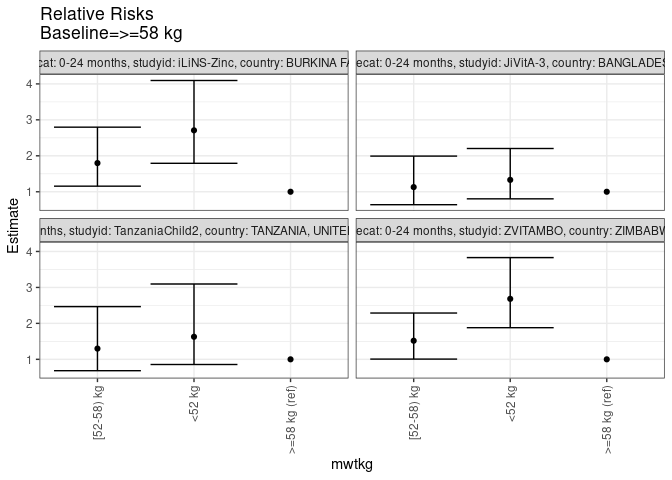 Relative Risks
Baseline=>=58 kg
cat: 0-24 months, studyid: iLiNS-Zinc, country: BURKINA FA
ecat: 0-24 months, studyid: JiVitA-3, country: BANGLADES
4
3
2
1
nths, studyid: TanzaniaChild2, country: TANZANIA, UNITE
ecat: 0-24 months, studyid: ZVITAMBO, country: ZIMBABW
4
3
2
1
Estimate
[52-58) kg
<52 kg
>=58 kg (ref)
[52-58) kg
<52 kg
>=58 kg (ref)
mwtkg